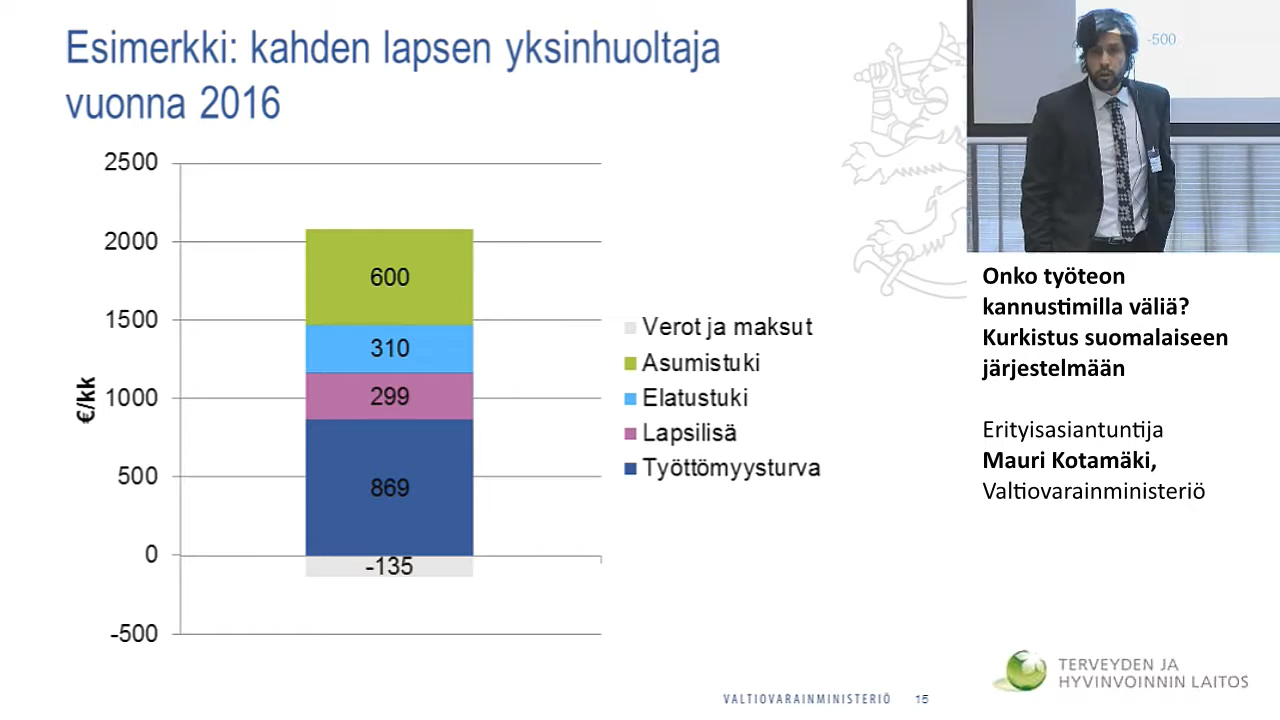 Esimerkki: kahden lapsen yksinhuoltaja
vuonna 2016
2500
2000
1500
1000
500
0
-500
€/kk
600
310
299
869
-135
Verot ja maksut
Asumistuki
Elatustuki
Lapsilisä
Työttömyysturva
VALTIOVARAINMINISTERIÖ 15
-500
Onko työteon
kannustimilla väliä?
Kurkistus suomalaiseen
järjestelmään
Erityisasiantuntija
Mauri Kotamäki,
Valtiovarainministeriö
TERVEYDEN JA
HYVINVOINNIN LAITOS